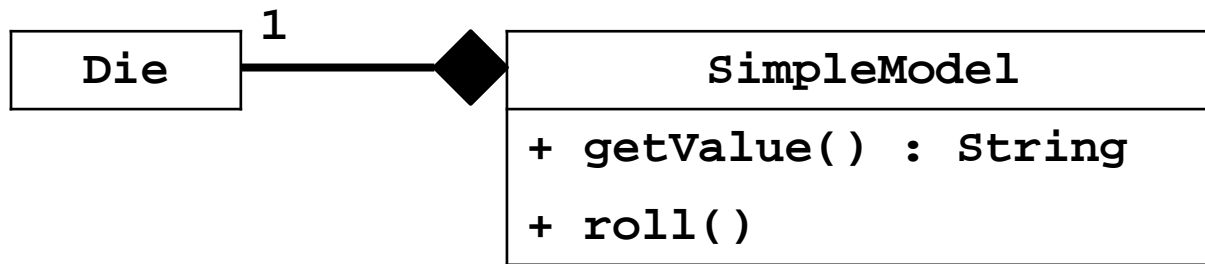 1
Die
SimpleModel
+ getValue() : String
+ roll()